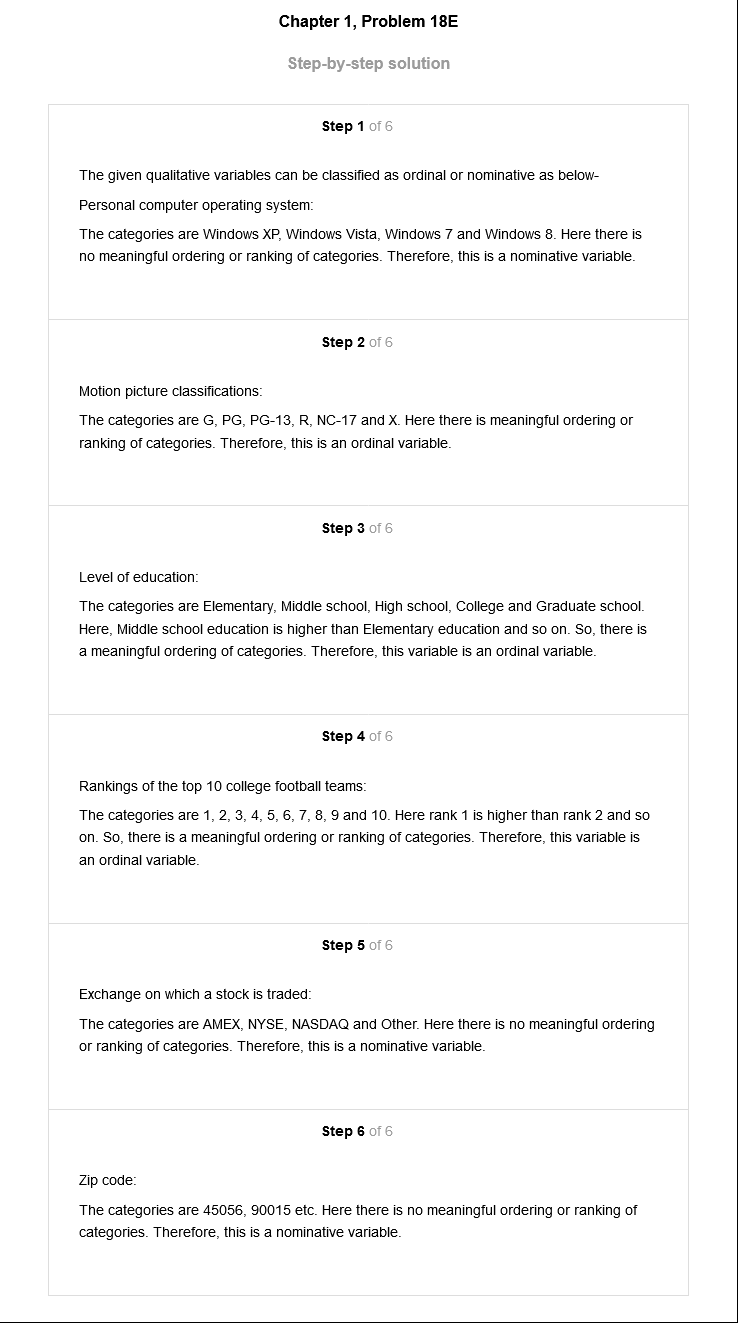 Chapter 1, Problem 18E
Step-by-step solution
Step 1 of 6
The given qualitative variables can be classified as ordinal or nominative as below-
Personal computer operating system:
The categories are Windows XP, Windows Vista, Windows 7 and Windows 8. Here there is
no meaningful ordering or ranking of categories. Therefore, this is a nominative variable.
Step 2 of 6
Motion picture classifications:
The categories are G, PG, PG-13, R, NC-17 and X. Here there is meaningful ordering or
ranking of categories. Therefore, this is an ordinal variable.
Step 3 of 6
Level of education:
The categories are Elementary, Middle school, High school, College and Graduate school.
Here, Middle school education is higher than Elementary education and so on. So, there is
a meaningful ordering of categories. Therefore, this variable is an ordinal variable.
Step 4 of 6
Rankings of the top 10 college football teams:
The categories are 1, 2, 3, 4, 5, 6, 7, 8, 9 and 10. Here rank 1 is higher than rank 2 and so
on. So, there is a meaningful ordering or ranking of categories. Therefore, this variable is
an ordinal variable.
Step 5 of 6
Exchange on which a stock is traded:
The categories are AMEX, NYSE, NASDAQ and Other. Here there is no meaningful ordering
or ranking of categories. Therefore, this is a nominative variable.
Step 6 of 6
Zip code:
The categories are 45056, 90015 etc. Here there is no meaningful ordering or ranking of
categories. Therefore, this is a nominative variable.